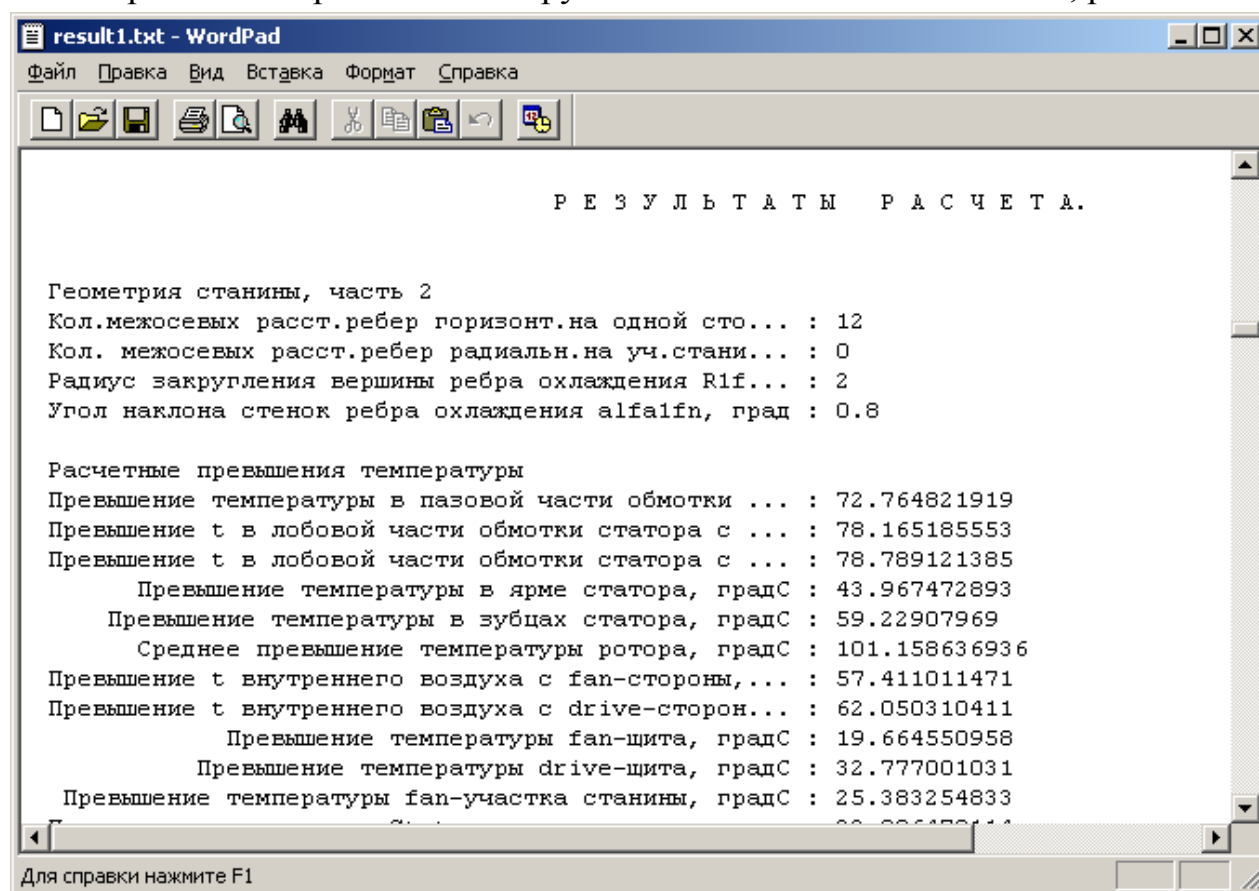 result1.txt - WordPad
Файл Правка Вид Вставка Формат Справка
Р Е З У Л Ь Т А Т Ы Р А С Ч Е Т А.
Геометрия станины, часть 2
Кол.межосевых расст.ребер горизонт.на одной сто... : 12
Кол. межосевых расст.ребер радиальн.на уч.стани... : 0
Радиус закругления вершины ребра охлаждения R1f... : 2
Угол наклона стенок ребра охлаждения alfa1fn, град : 0.8
Расчетные превышения температуры
Превышение температуры в пазовой части обмотки ... : 72.764821919
Превышение t в лобовой части обмотки статора с ... : 78.165185553
Превышение t в лобовой части обмотки статора с ... : 78.789121385
Превышение температуры в ярме статора, градС : 43.967472893
Превышение температуры в зубцах статора, градС : 59.22907969
Среднее превышение температуры ротора, градС : 101.158636936
Превышение t внутреннего воздуха с fan-стороны,... : 57.411011471
Превышение t внутреннего воздуха с drive-сторон... : 62.050310411
Превышение температуры fan-щита, градС : 19.664550958
Превышение температуры drive-щита, градС : 32.777001031
Превышение температуры fan-участка станины, градС : 25.383254833
Для справки нажмите F1